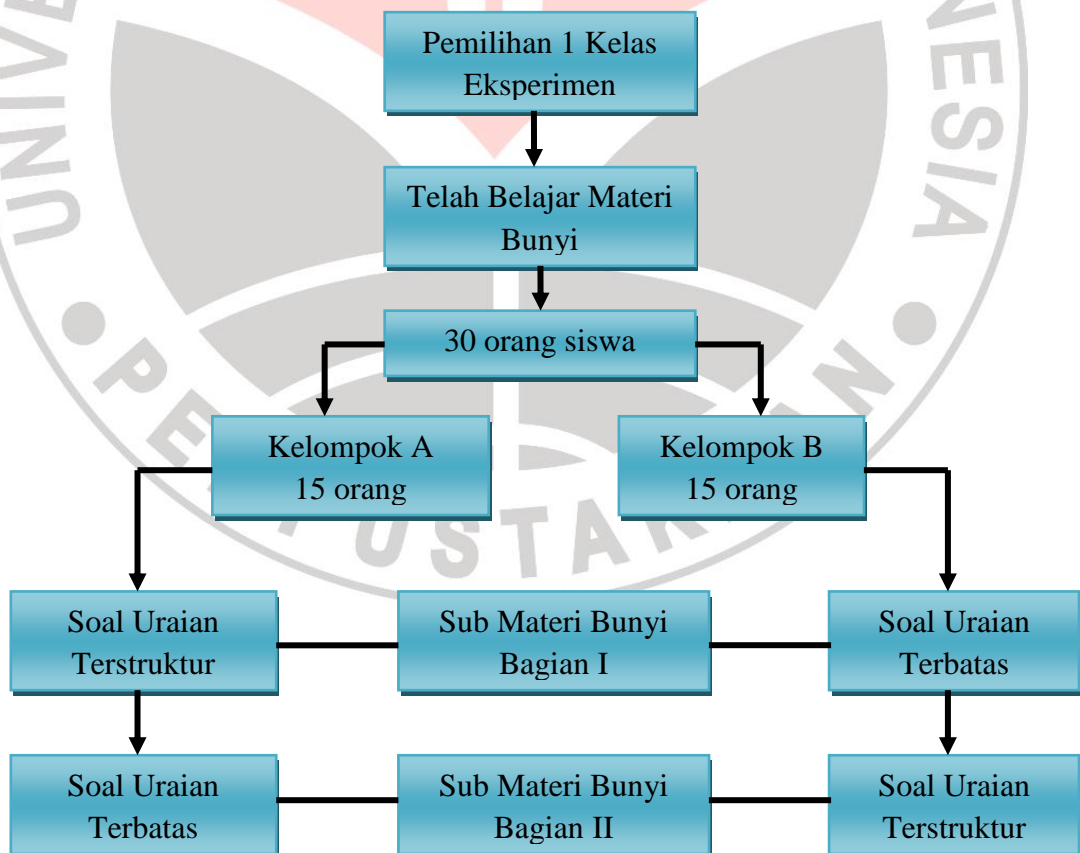 Pemilihan 1 Kelas
Eksperimen
Telah Belajar Materi
Bunyi
30 orang siswa
Kelompok A
15 orang
Kelompok B
15 orang
Soal Uraian
Terstruktur
Sub Materi Bunyi
Bagian I
Soal Uraian
Terbatas
Soal Uraian
Terbatas
Sub Materi Bunyi
Bagian II
Soal Uraian
Terstruktur